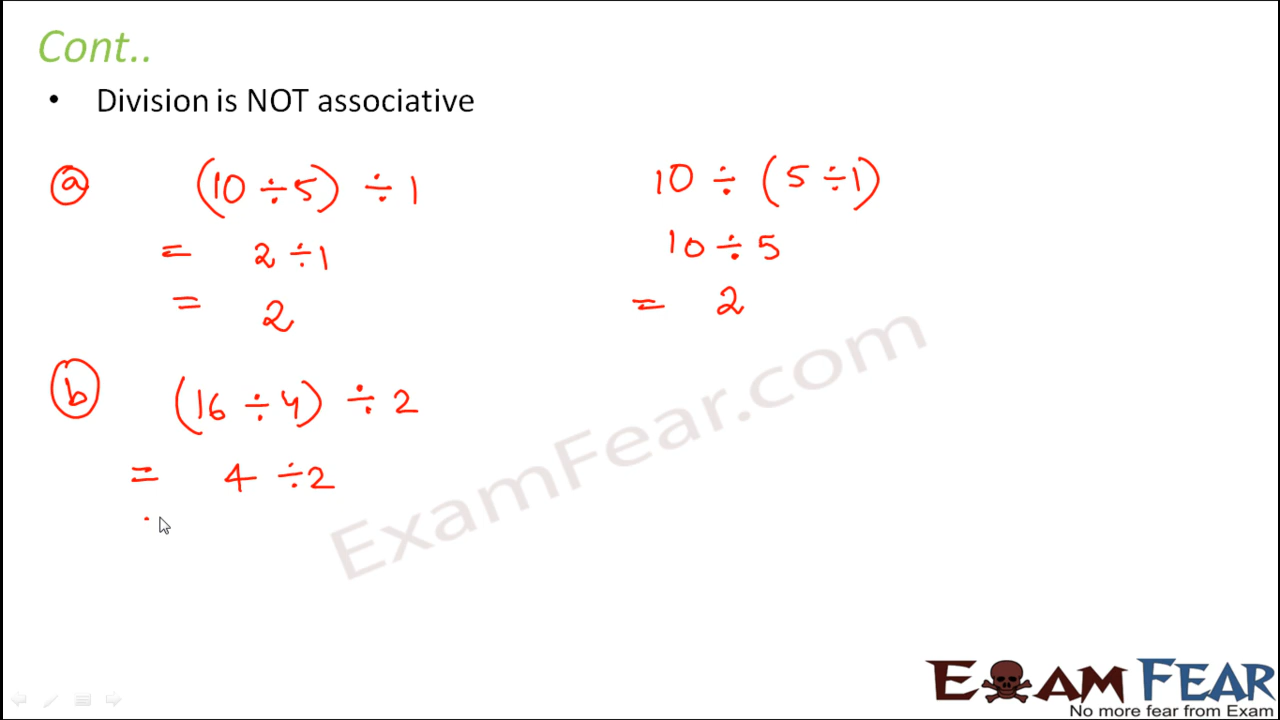 Cont..
• Division is NOT associative
ⓐ (10 ÷ 5) ÷ 1
= 2 ÷ 1
= 2
10 ÷ (5 ÷ 1)
10 ÷ 5
= 2
ⓑ (16 ÷ 4) ÷ 2
= 4 ÷ 2
ExamFear.com
EXAM FEAR
No more fear from Exam